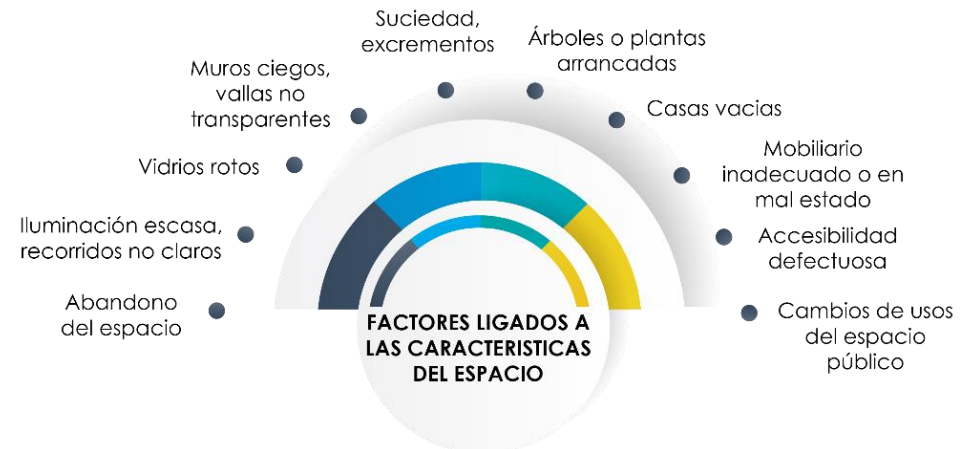 Suciedad,
excrementos
Árboles o plantas
arrancadas
Muros ciegos,
vallas no
transparentes
Casas vacias
Vidrios rotos
Mobiliario
inadecuado o en
mal estado
Iluminación escasa,
recorridos no claros
Accesibilidad
defectuosa
Abandono
del espacio
Cambios de usos
del espacio
público
FACTORES LIGADOS A
LAS CARACTERISTICAS
DEL ESPACIO